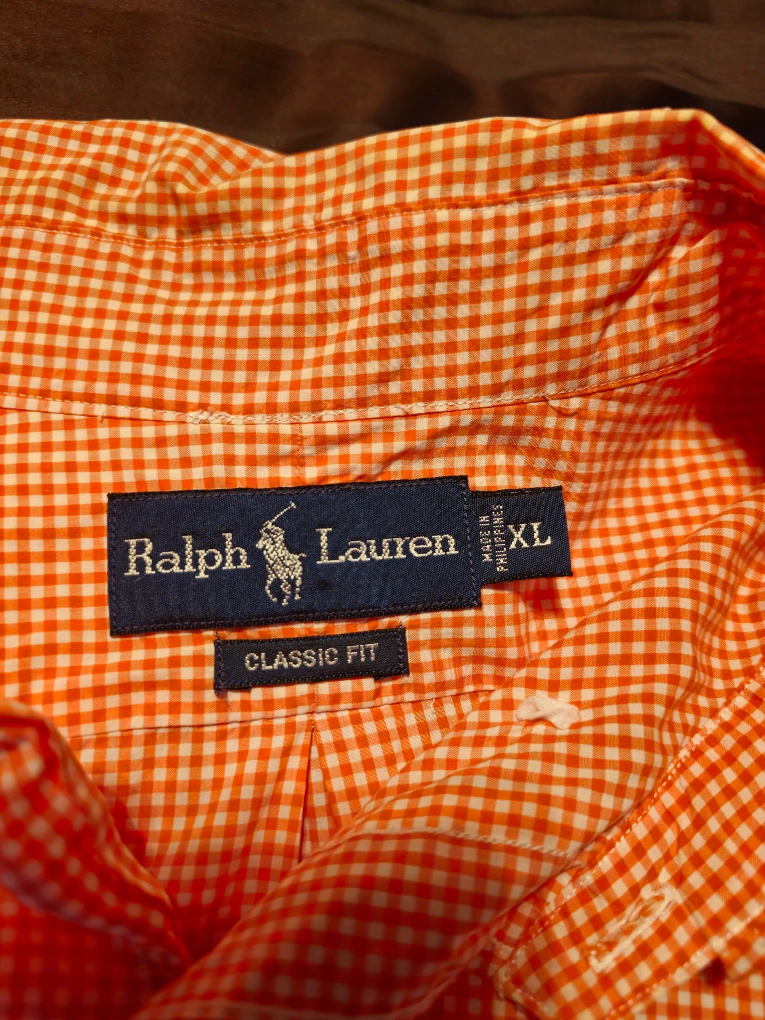 Ralph Lauren
MADE IN
PHILIPPINES
XL
CLASSIC FIT